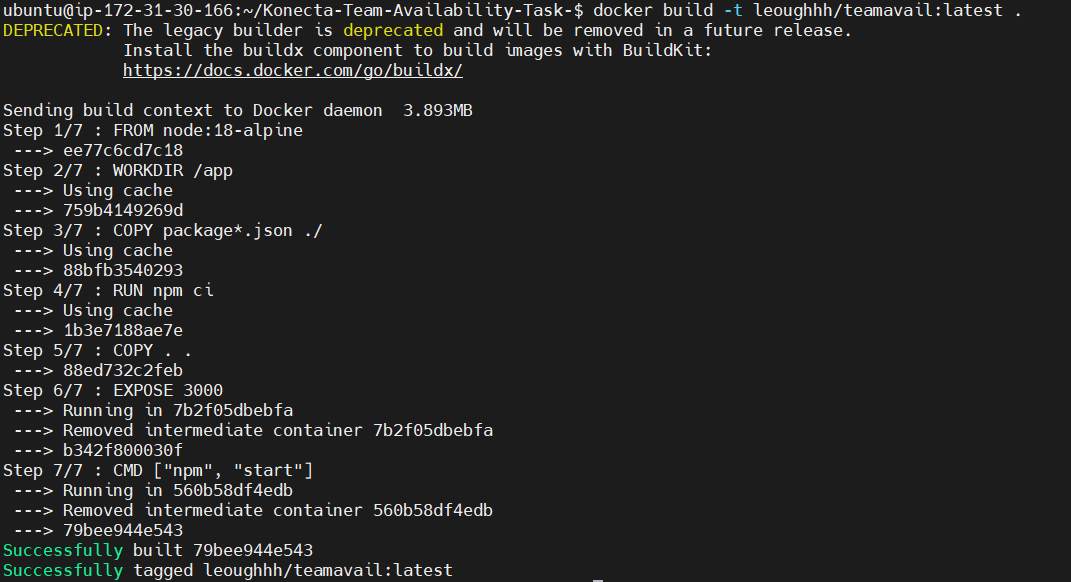 ubuntu@ip-172-31-30-166:~/Konecta-Team-Availability-Task-$ docker build -t leoughhh/teamavail:latest .
DEPRECATED: The legacy builder is deprecated and will be removed in a future release.
            Install the buildx component to build images with BuildKit:
            https://docs.docker.com/go/buildx/

Sending build context to Docker daemon  3.893MB
Step 1/7 : FROM node:18-alpine
 ---> ee77c6cd7c18
Step 2/7 : WORKDIR /app
 ---> Using cache
 ---> 759b4149269d
Step 3/7 : COPY package*.json ./
 ---> Using cache
 ---> 88bfb3540293
Step 4/7 : RUN npm ci
 ---> Using cache
 ---> 1b3e7188ae7e
Step 5/7 : COPY . .
 ---> 88ed732c2feb
Step 6/7 : EXPOSE 3000
 ---> Running in 7b2f05dbebfa
 ---> Removed intermediate container 7b2f05dbebfa
 ---> b342f800030f
Step 7/7 : CMD ["npm", "start"]
 ---> Running in 560b58df4edb
 ---> Removed intermediate container 560b58df4edb
 ---> 79bee944e543
Successfully built 79bee944e543
Successfully tagged leoughhh/teamavail:latest